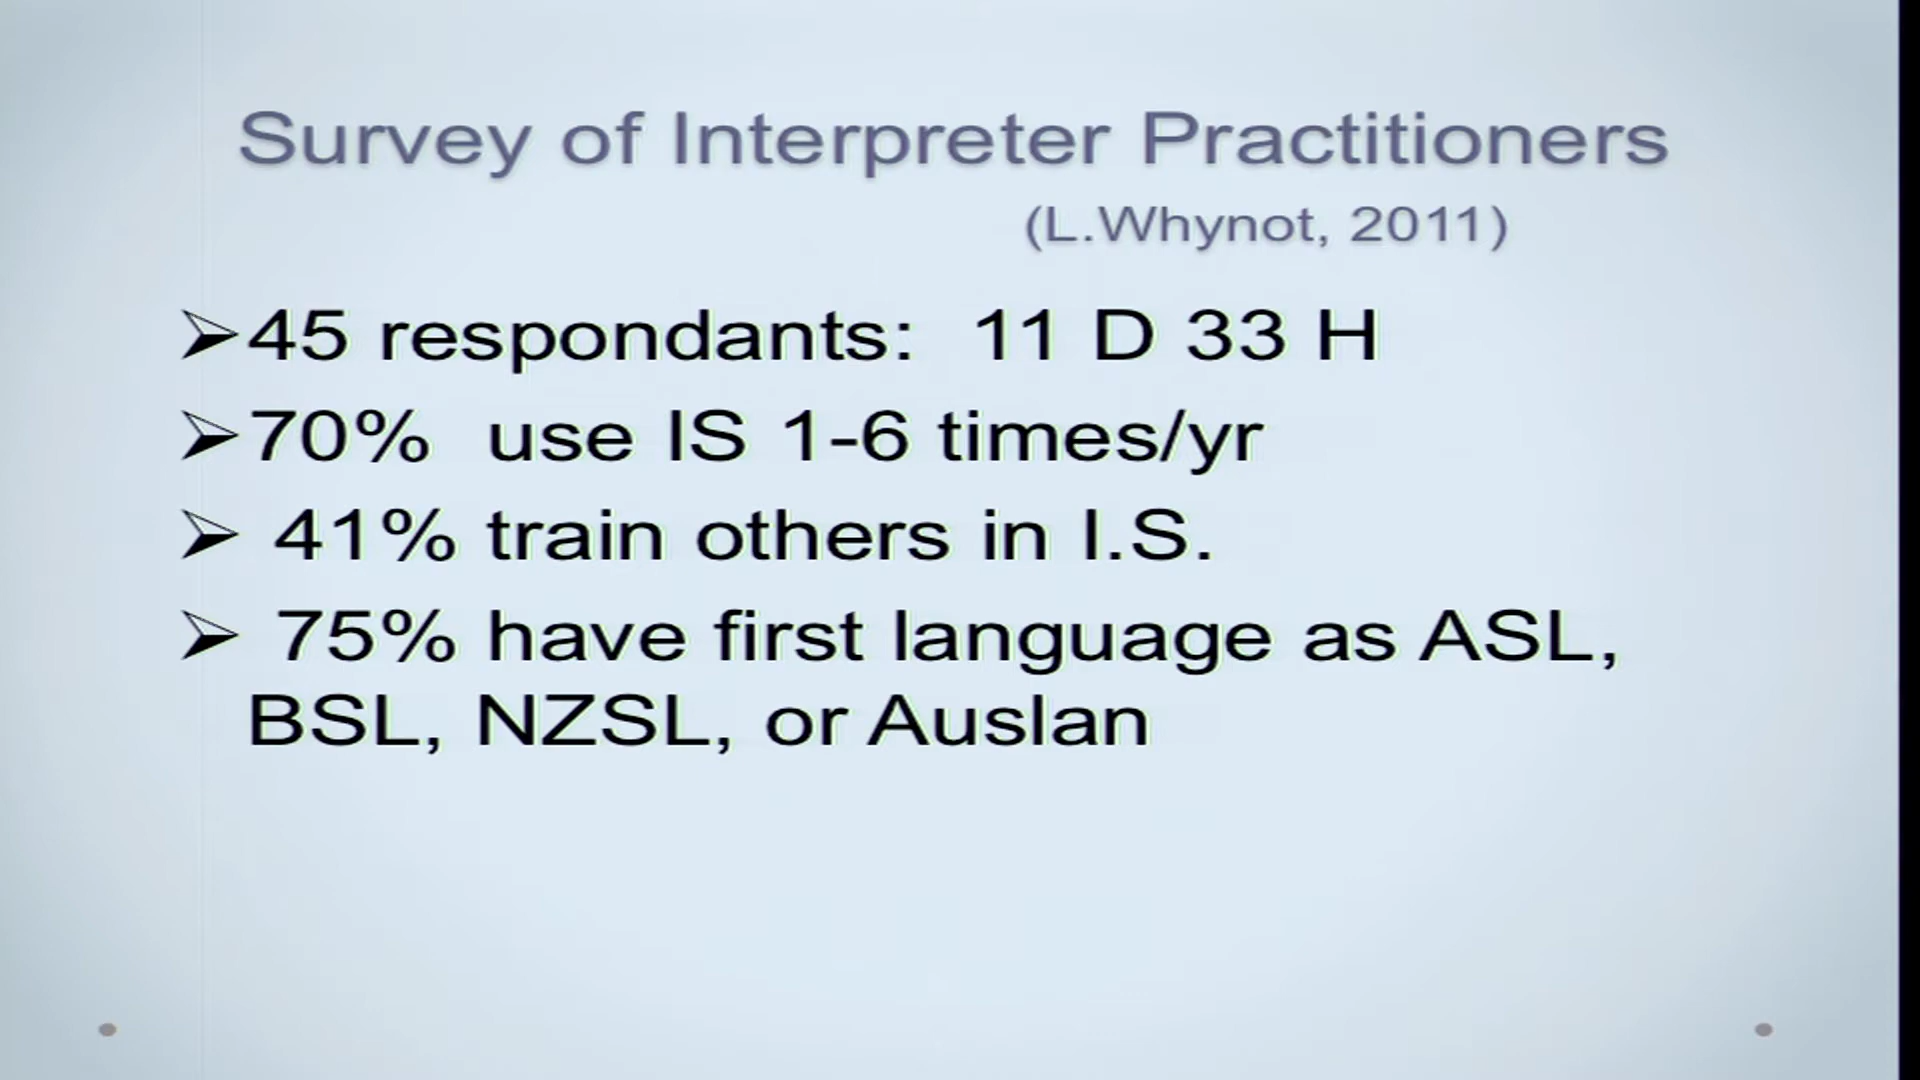 Survey of Interpreter Practitioners
(L.Whynot, 2011)
➢45 respondants: 11 D 33 H
➢70% use IS 1-6 times/yr
➢ 41% train others in I.S.
➢ 75% have first language as ASL,
BSL, NZSL, or Auslan